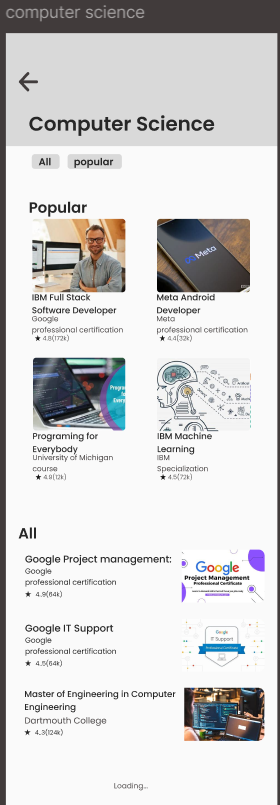 computer science
Computer Science
All popular
Popular
IBM Full Stack
Software Developer
Google
professional certification
★ 4.8(172k)
Meta
Meta Android
Developer
Meta
professional certification
★ 4.4(32k)
Programing for
Everybody
University of Michigan
course
★ 4.9(12k)
IBM Machine
Learning
IBM
Specialization
★ 4.5(72k)
All
Google Project management:
Google
professional certification
★ 4.9(64k)
Google
Project Management
Professional Certificate
Google IT Support
Google
professional certification
★ 4.5(64k)
Google
IT Support
Professional Certificate
Master of Engineering in Computer
Engineering
Dartmouth College
★ 4.3(124k)
Loading...